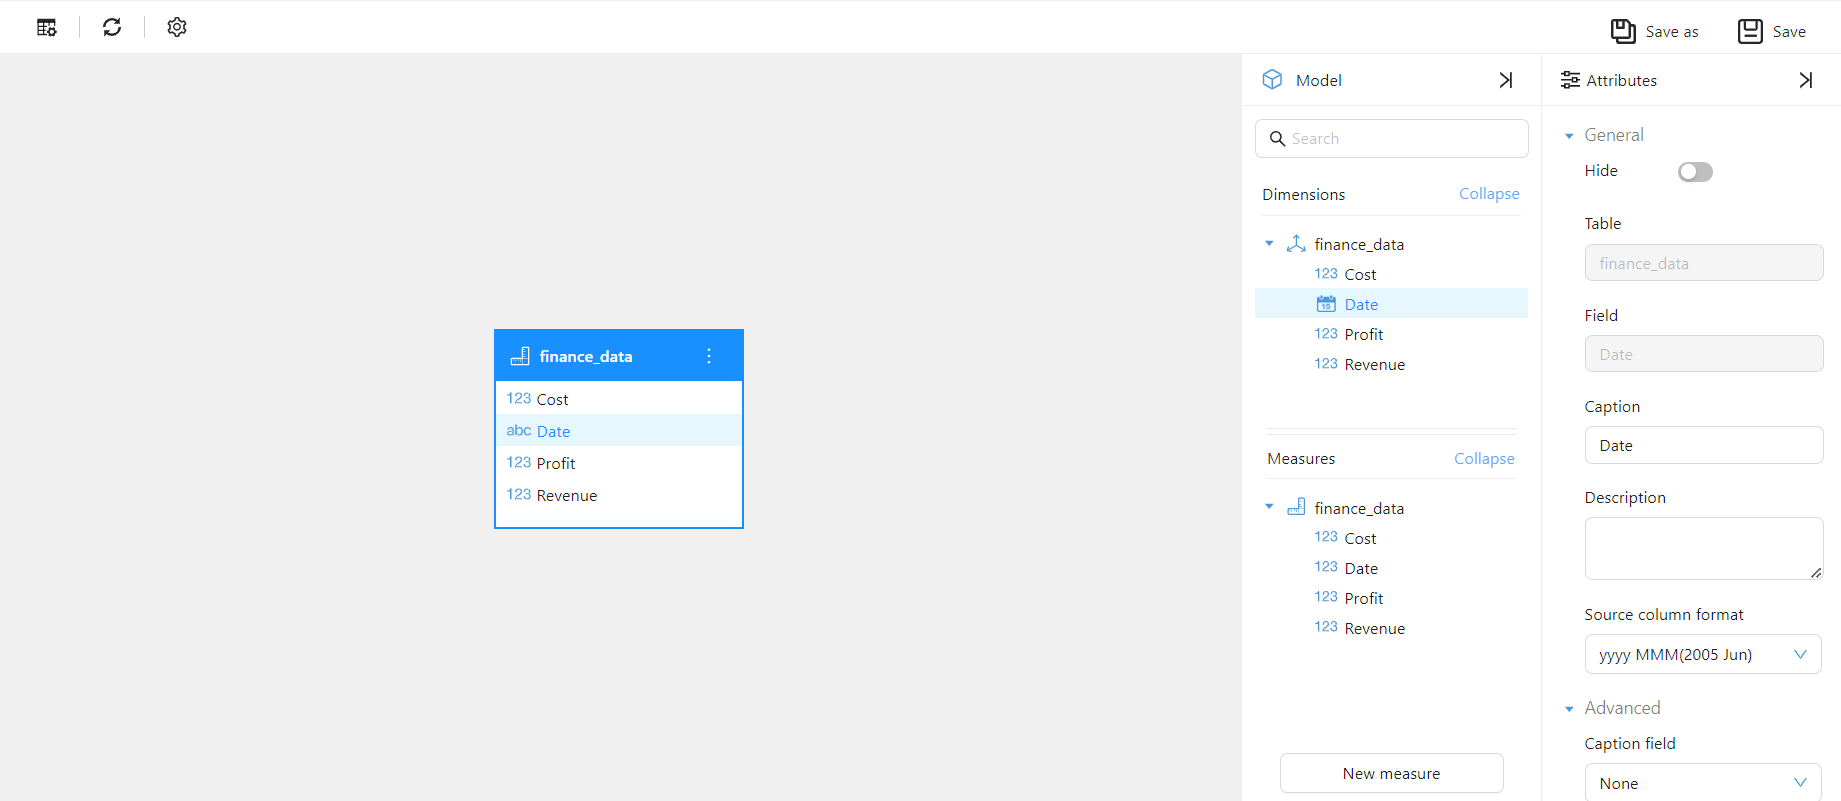 Save as
Save
finance_data
123 Cost
abc Date
123 Profit
123 Revenue
Model
Search
Dimensions
Collapse
finance_data
123 Cost
15 Date
123 Profit
123 Revenue
Measures
Collapse
finance_data
123 Cost
123 Date
123 Profit
123 Revenue
New measure
Attributes
General
Hide
Table
finance_data
Field
Date
Caption
Date
Description
Source column format
yyyy MMM(2005 Jun)
Advanced
Caption field
None